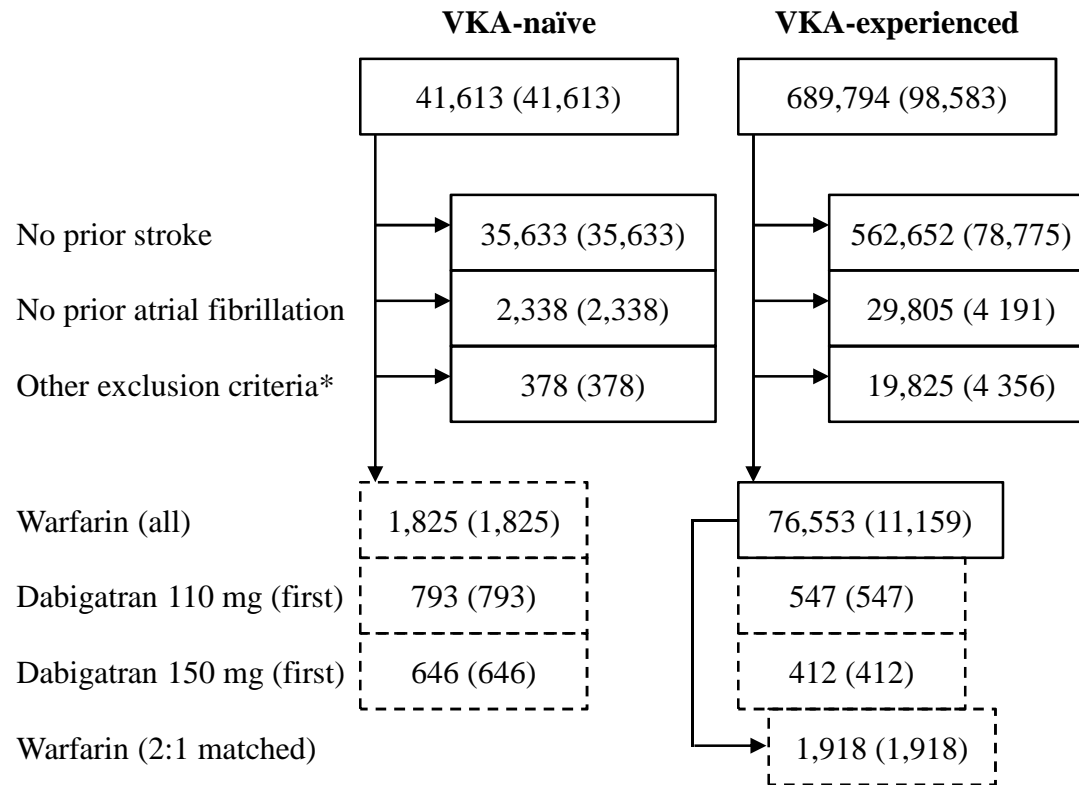 VKA-naïve VKA-experienced
41,613 (41,613) 689,794 (98,583)
No prior stroke 35,633 (35,633) 562,652 (78,775)
No prior atrial fibrillation 2,338 (2,338) 29,805 (4 191)
Other exclusion criteria* 378 (378) 19,825 (4 356)
Warfarin (all) 1,825 (1,825) 76,553 (11,159)
Dabigatran 110 mg (first) 793 (793) 547 (547)
Dabigatran 150 mg (first) 646 (646) 412 (412)
Warfarin (2:1 matched) 1,918 (1,918)